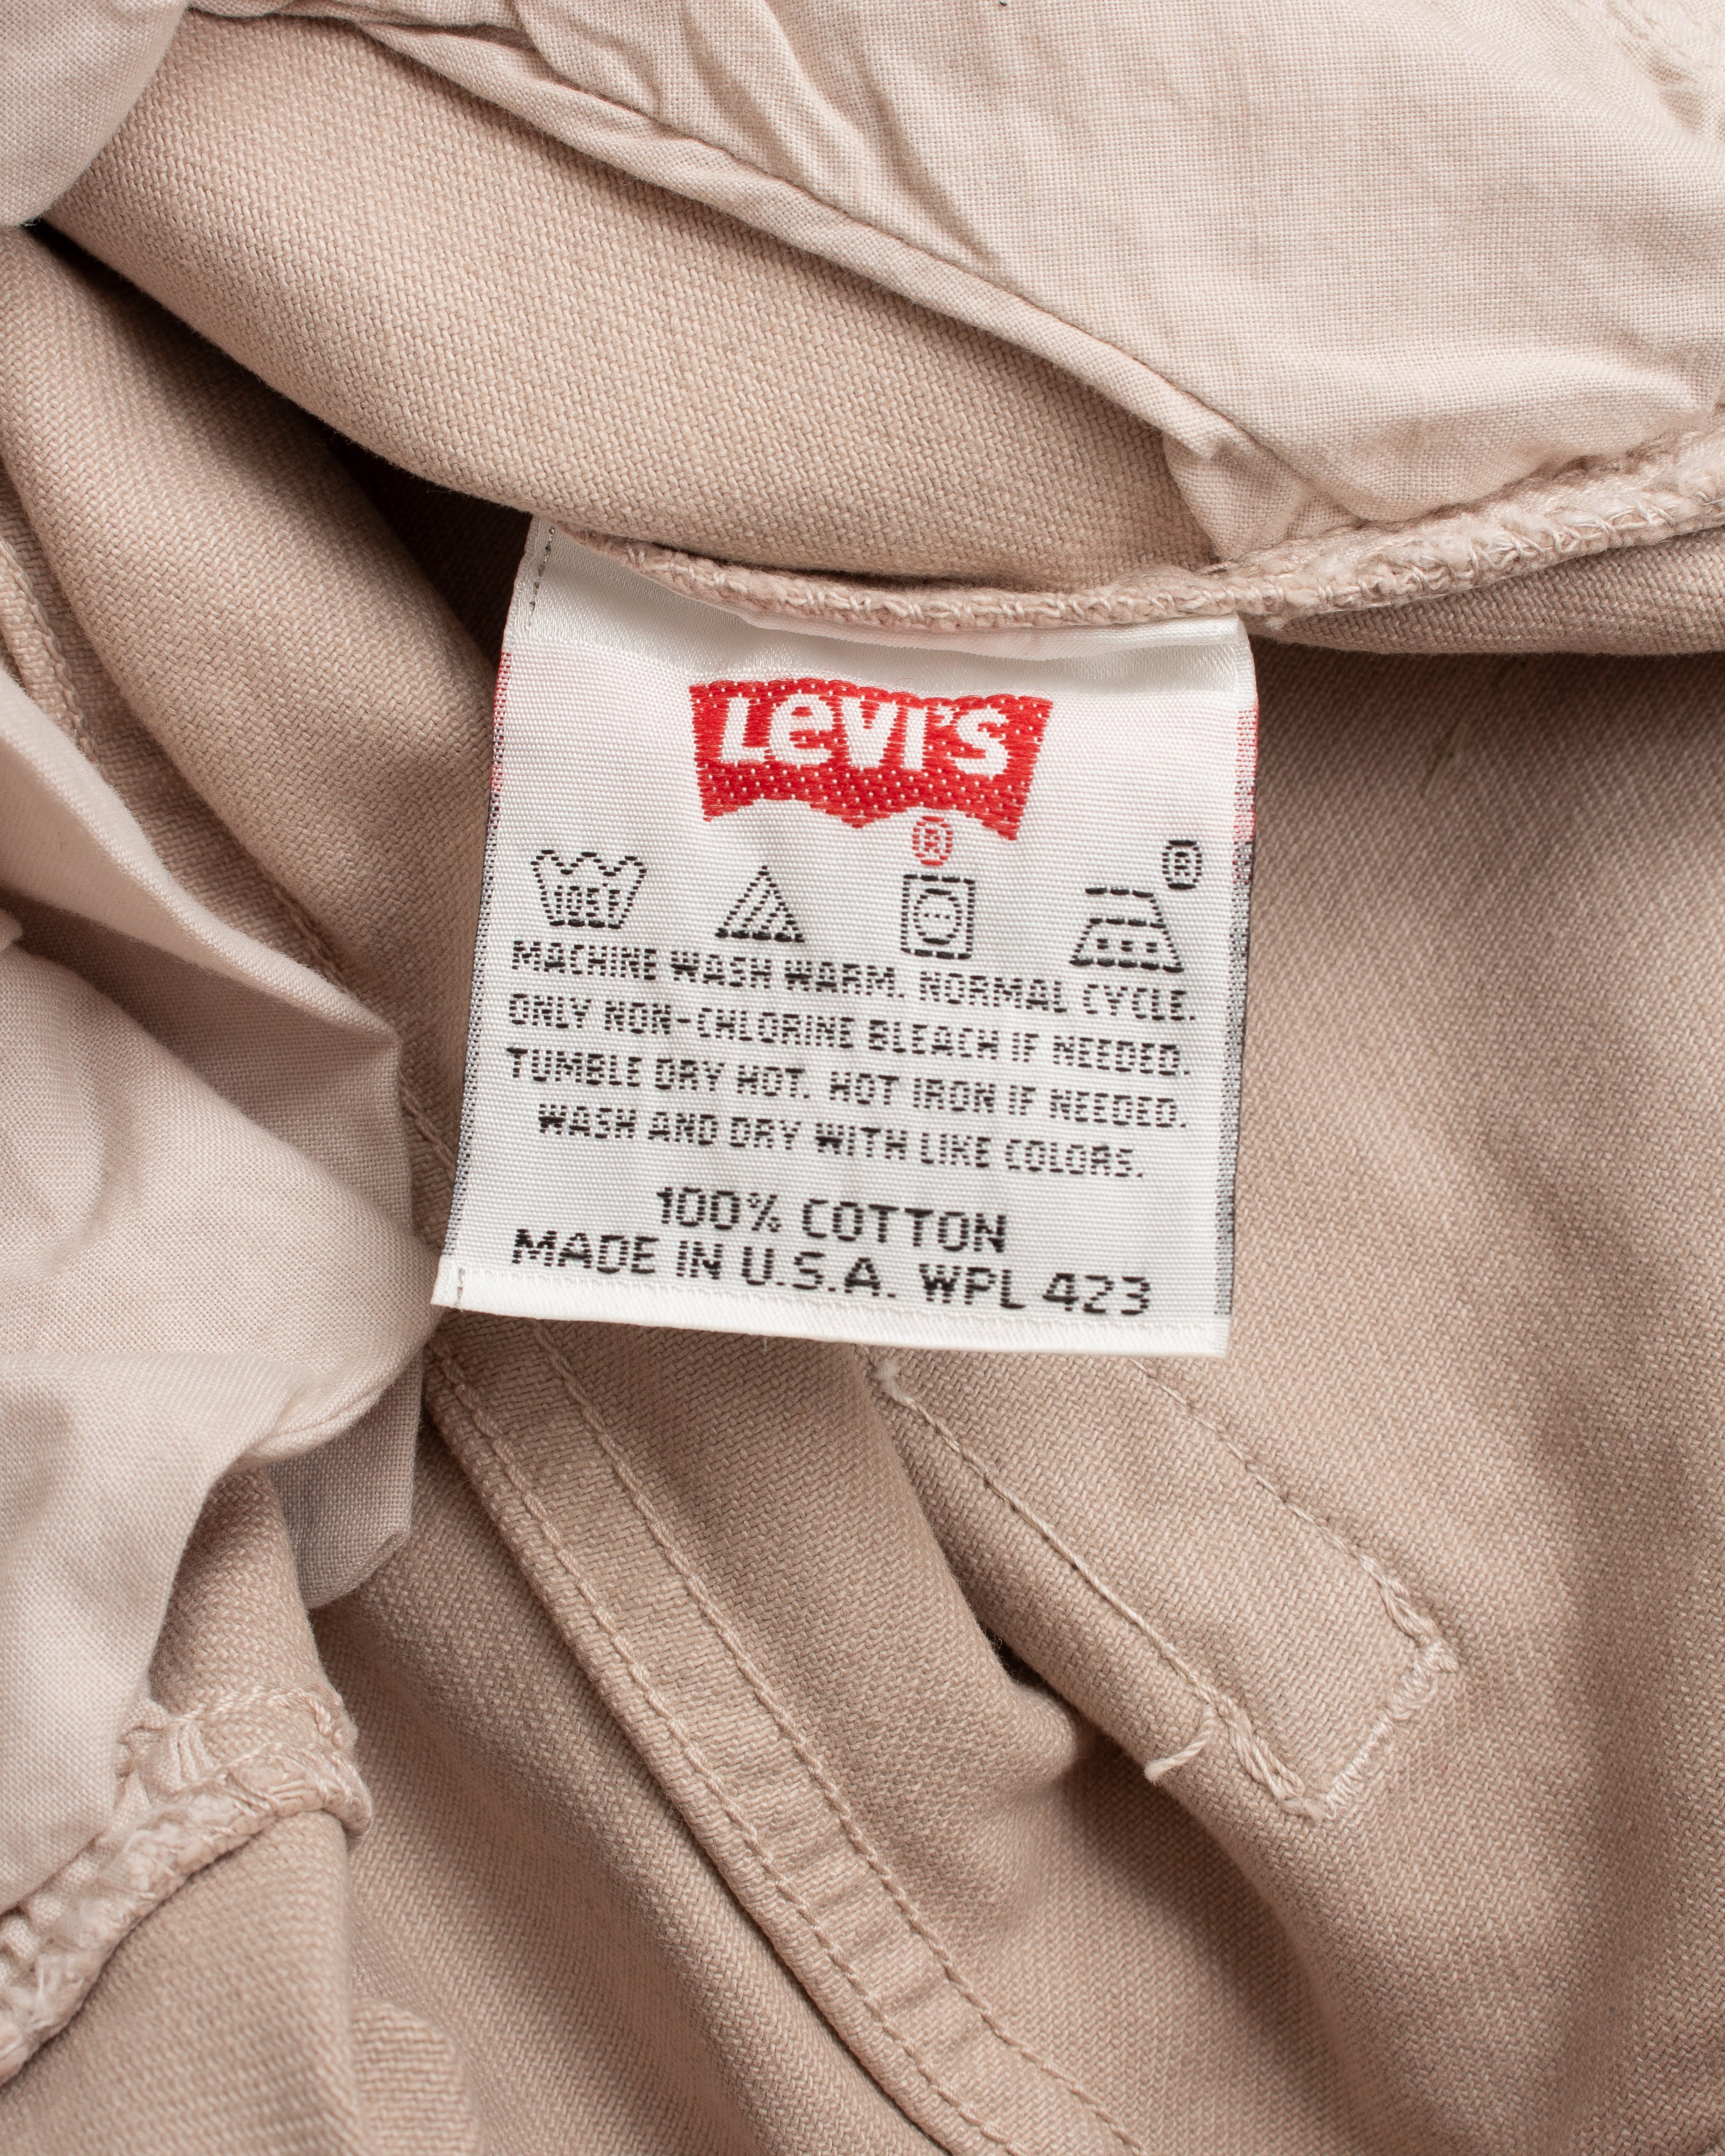 Levi's
®
®
105F
MACHINE WASH WARM. NORMAL CYCLE.
ONLY NON-CHLORINE BLEACH IF NEEDED.
TUMBLE DRY HOT. HOT IRON IF NEEDED.
WASH AND DRY WITH LIKE COLORS.
100% COTTON
MADE IN U.S.A. WPL 423